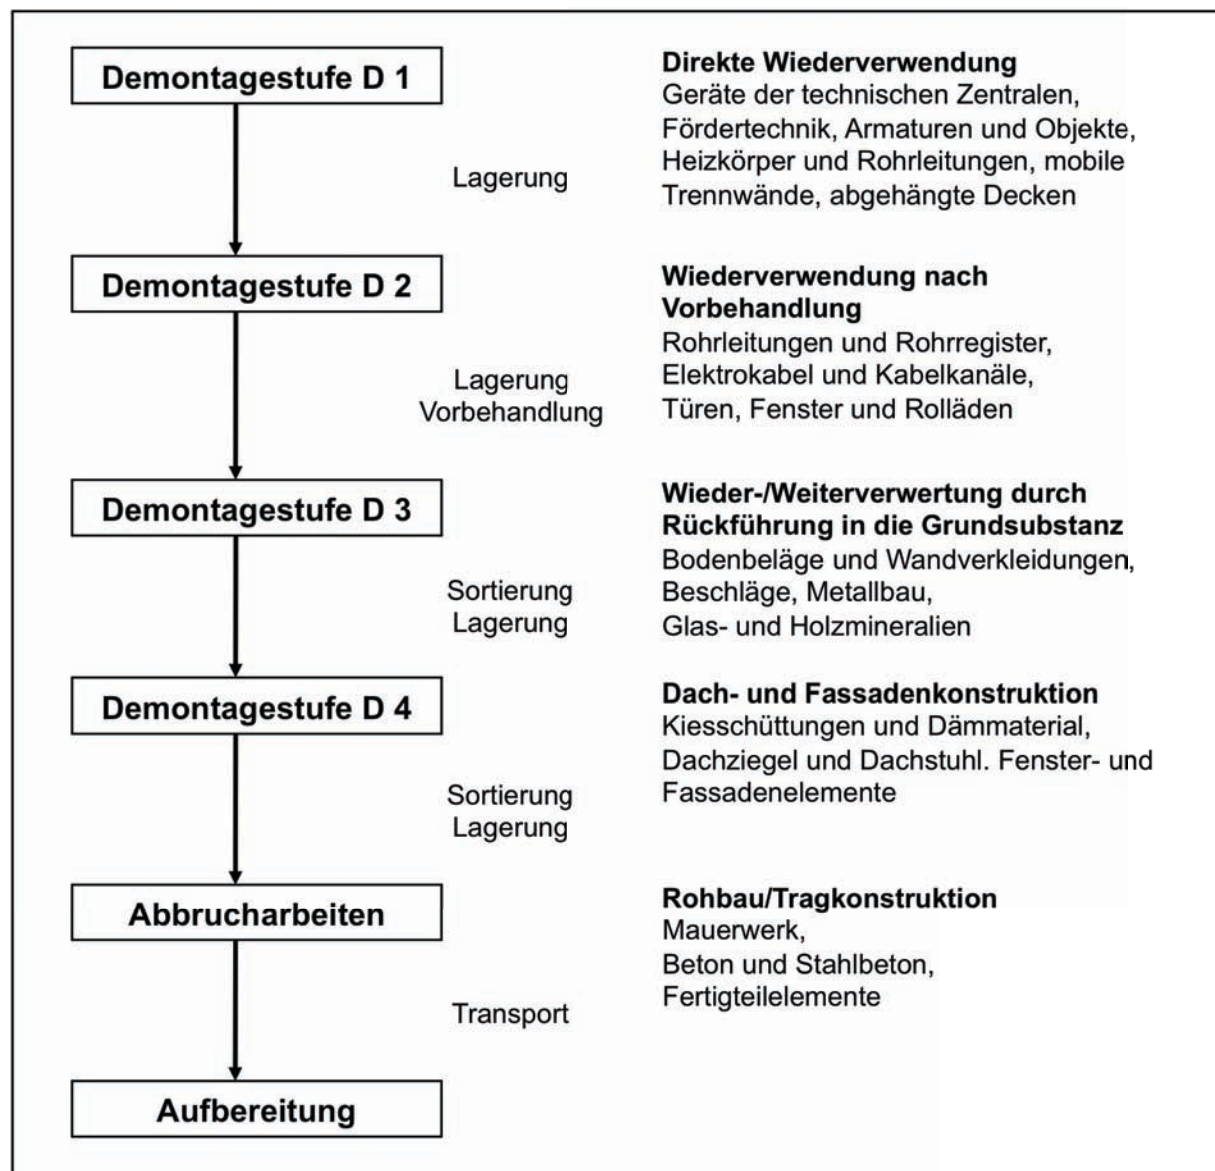 Demontagestufe D 1
Direkte Wiederverwendung
Geräte der technischen Zentralen,
Fördertechnik, Armaturen und Objekte,
Heizkörper und Rohrleitungen, mobile
Trennwände, abgehängte Decken
Lagerung
Demontagestufe D 2
Wiederverwendung nach
Vorbehandlung
Rohrleitungen und Rohrregister,
Elektrokabel und Kabelkanäle,
Türen, Fenster und Rolläden
Lagerung
Vorbehandlung
Demontagestufe D 3
Wieder-/Weiterverwertung durch
Rückführung in die Grundsubstanz
Bodenbeläge und Wandverkleidungen,
Beschläge, Metallbau,
Glas- und Holzmineralien
Sortierung
Lagerung
Demontagestufe D 4
Dach- und Fassadenkonstruktion
Kiesschüttungen und Dämmaterial,
Dachziegel und Dachstuhl. Fenster- und
Fassadenelemente
Sortierung
Lagerung
Abbrucharbeiten
Rohbau/Tragkonstruktion
Mauerwerk,
Beton und Stahlbeton,
Fertigteilelemente
Transport
Aufbereitung